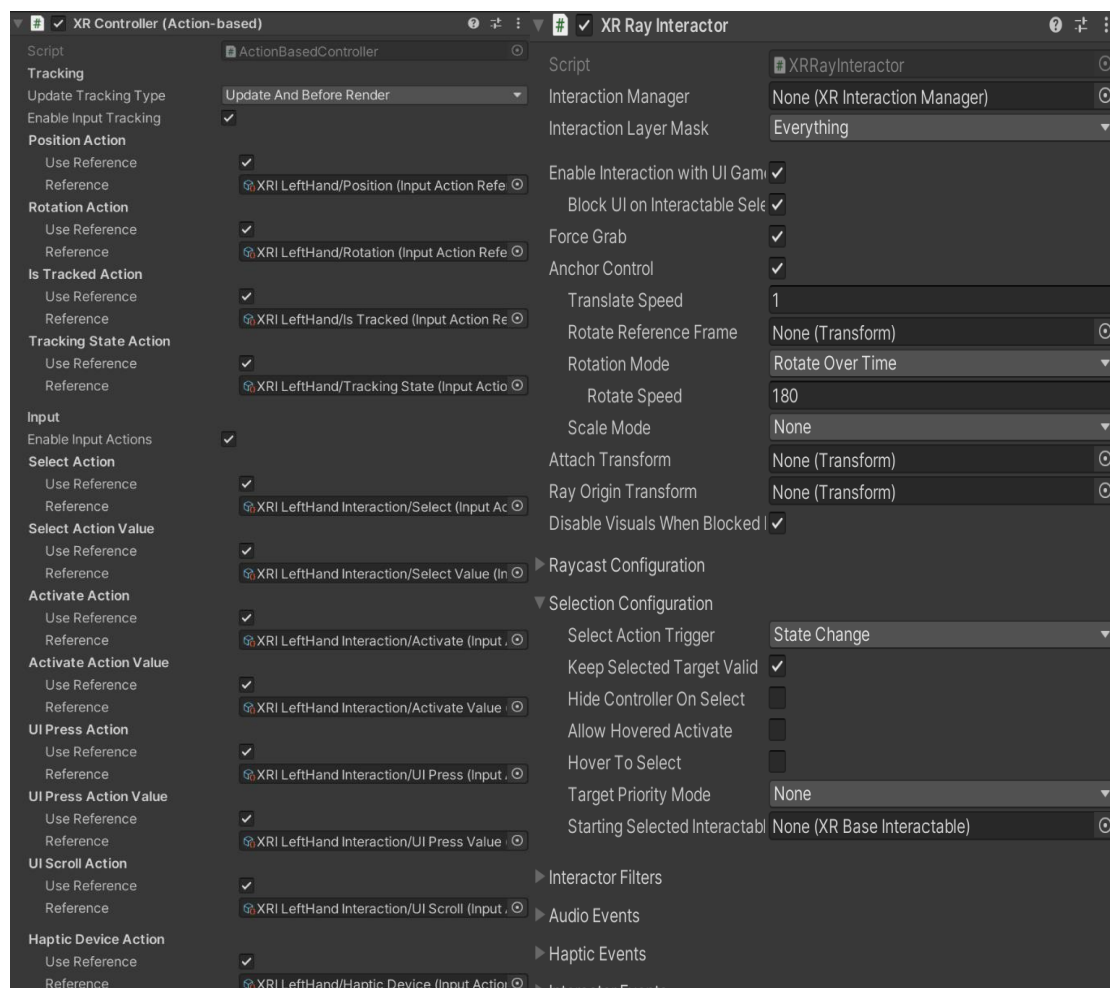 XR Controller (Action-based)
Script ActionBasedController
Tracking
Update Tracking Type Update And Before Render
Enable Input Tracking
Position Action
Use Reference
Reference XRI LeftHand/Position (Input Action Refe
Rotation Action
Use Reference
Reference XRI LeftHand/Rotation (Input Action Refe
Is Tracked Action
Use Reference
Reference XRI LeftHand/Is Tracked (Input Action Re
Tracking State Action
Use Reference
Reference XRI LeftHand/Tracking State (Input Actio
Input
Enable Input Actions
Select Action
Use Reference
Reference XRI LeftHand Interaction/Select (Input Ac
Select Action Value
Use Reference
Reference XRI LeftHand Interaction/Select Value (In
Activate Action
Use Reference
Reference XRI LeftHand Interaction/Activate (Input
Activate Action Value
Use Reference
Reference XRI LeftHand Interaction/Activate Value
UI Press Action
Use Reference
Reference XRI LeftHand Interaction/UI Press (Input
UI Press Action Value
Use Reference
Reference XRI LeftHand Interaction/UI Press Value
UI Scroll Action
Use Reference
Reference XRI LeftHand Interaction/UI Scroll (Input
Haptic Device Action
Use Reference
Reference XRI LeftHand/Haptic Device (Input Action
XR Ray Interactor
Script XRRayInteractor
Interaction Manager None (XR Interaction Manager)
Interaction Layer Mask Everything
Enable Interaction with UI Gam
Block UI on Interactable Sele
Force Grab
Anchor Control
Translate Speed 1
Rotate Reference Frame None (Transform)
Rotation Mode Rotate Over Time
Rotate Speed 180
Scale Mode None
Attach Transform None (Transform)
Ray Origin Transform None (Transform)
Disable Visuals When Blocked
Raycast Configuration
Selection Configuration
Select Action Trigger State Change
Keep Selected Target Valid
Hide Controller On Select
Allow Hovered Activate
Hover To Select
Target Priority Mode None
Starting Selected Interactabl None (XR Base Interactable)
Interactor Filters
Audio Events
Haptic Events